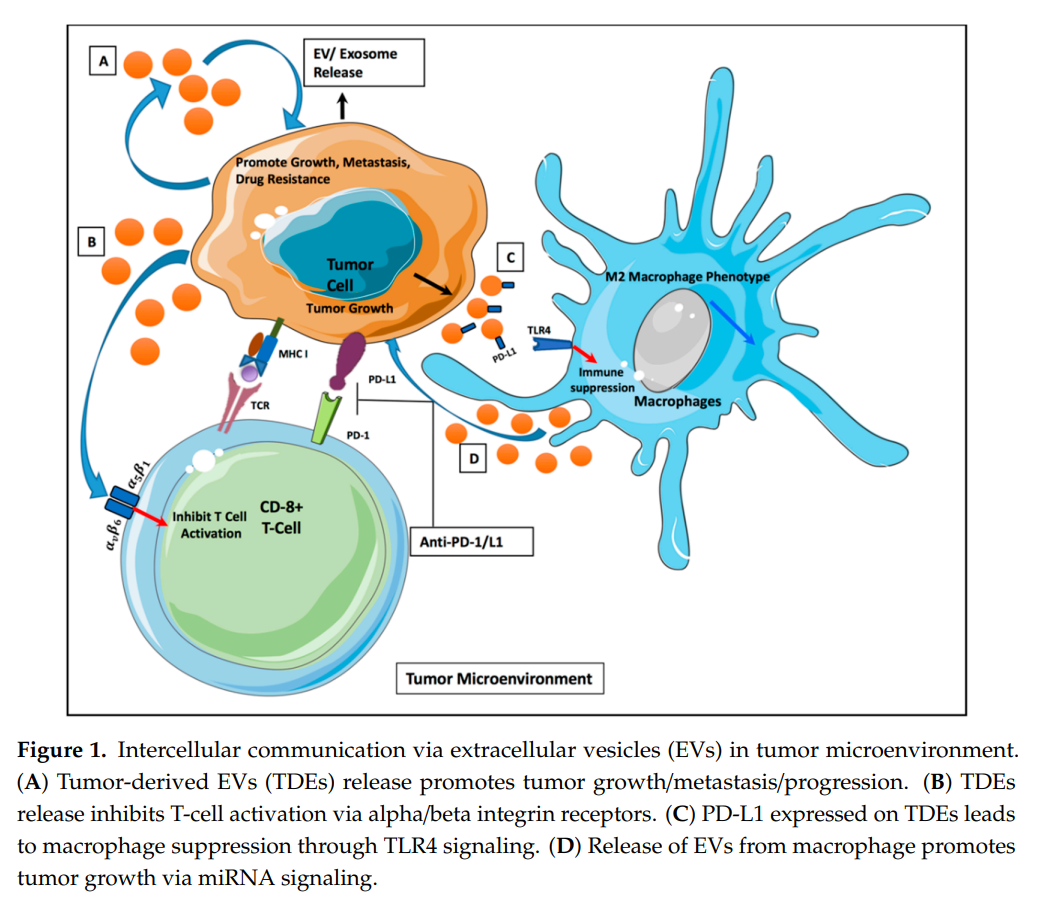 A
EV/ Exosome
Release
Promote Growth, Metastasis,
Drug Resistance
B
Tumor
Cell
Tumor Growth
C
M2 Macrophage Phenotype
TLR4
PD-L1
Immune
suppression
Macrophages
MHC I
TCR
PD-L1
PD-1
D
α5β1
αvβ6
Inhibit T Cell
Activation
CD-8+
T-Cell
Anti-PD-1/L1
Tumor Microenvironment
Figure 1. Intercellular communication via extracellular vesicles (EVs) in tumor microenvironment.
(A) Tumor-derived EVs (TDEs) release promotes tumor growth/metastasis/progression. (B) TDEs
release inhibits T-cell activation via alpha/beta integrin receptors. (C) PD-L1 expressed on TDEs leads
to macrophage suppression through TLR4 signaling. (D) Release of EVs from macrophage promotes
tumor growth via miRNA signaling.